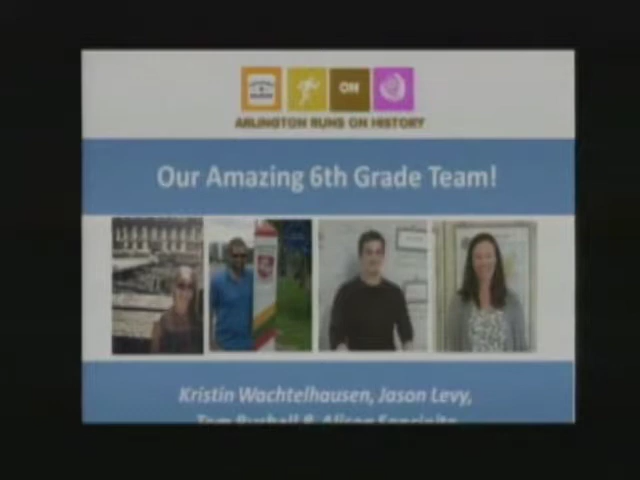 ON
ARLINGTON RUNS ON HISTORY
Our Amazing 6th Grade Team!
Kristin Wachtelhausen, Jason Levy,